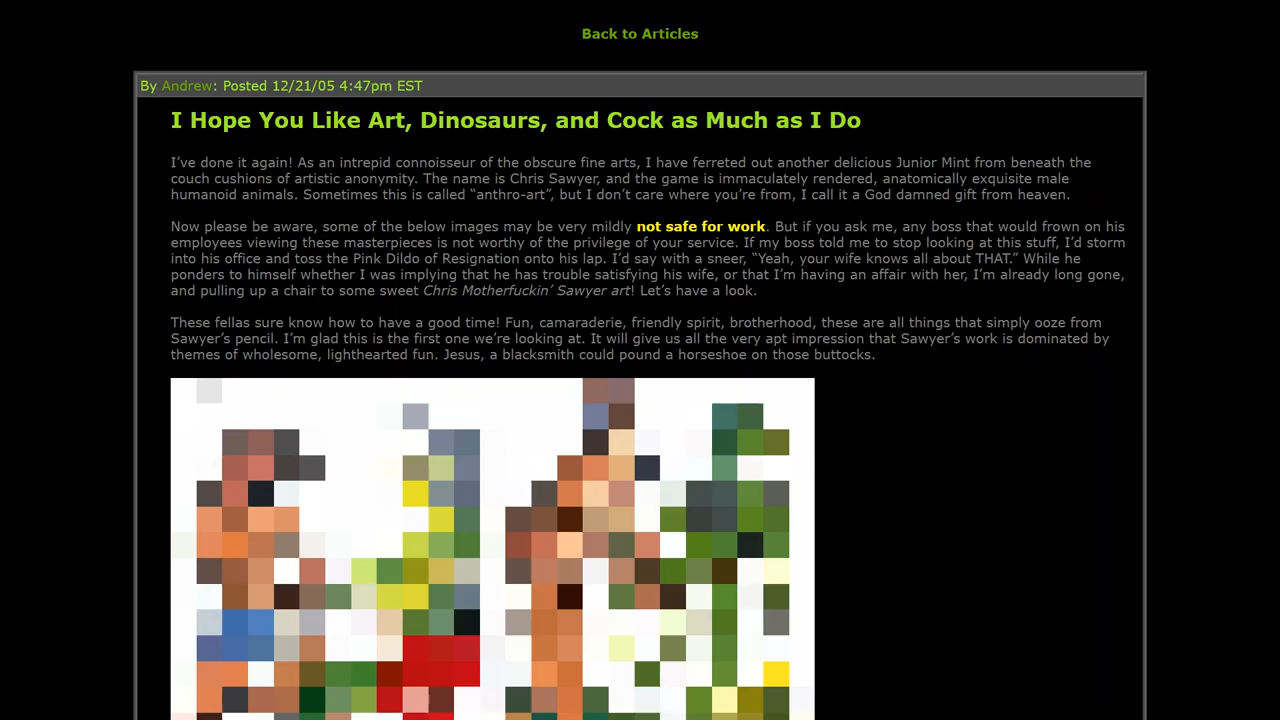 Back to Articles
By Andrew: Posted 12/21/05 4:47pm EST
I Hope You Like Art, Dinosaurs, and Cock as Much as I Do
I’ve done it again! As an intrepid connoisseur of the obscure fine arts, I have ferreted out another delicious Junior Mint from beneath the
couch cushions of artistic anonymity. The name is Chris Sawyer, and the game is immaculately rendered, anatomically exquisite male
humanoid animals. Sometimes this is called “anthro-art”, but I don’t care where you’re from, I call it a God damned gift from heaven.
Now please be aware, some of the below images may be very mildly not safe for work. But if you ask me, any boss that would frown on his
employees viewing these masterpieces is not worthy of the privilege of your service. If my boss told me to stop looking at this stuff, I’d storm
into his office and toss the Pink Dildo of Resignation onto his lap. I’d say with a sneer, “Yeah, your wife knows all about THAT.” While he
ponders to himself whether I was implying that he has trouble satisfying his wife, or that I’m having an affair with her, I’m already long gone,
and pulling up a chair to some sweet Chris Motherfuckin’ Sawyer art! Let’s have a look.
These fellas sure know how to have a good time! Fun, camaraderie, friendly spirit, brotherhood, these are all things that simply ooze from
Sawyer’s pencil. I’m glad this is the first one we’re looking at. It will give us all the very apt impression that Sawyer’s work is dominated by
themes of wholesome, lighthearted fun. Jesus, a blacksmith could pound a horseshoe on those buttocks.